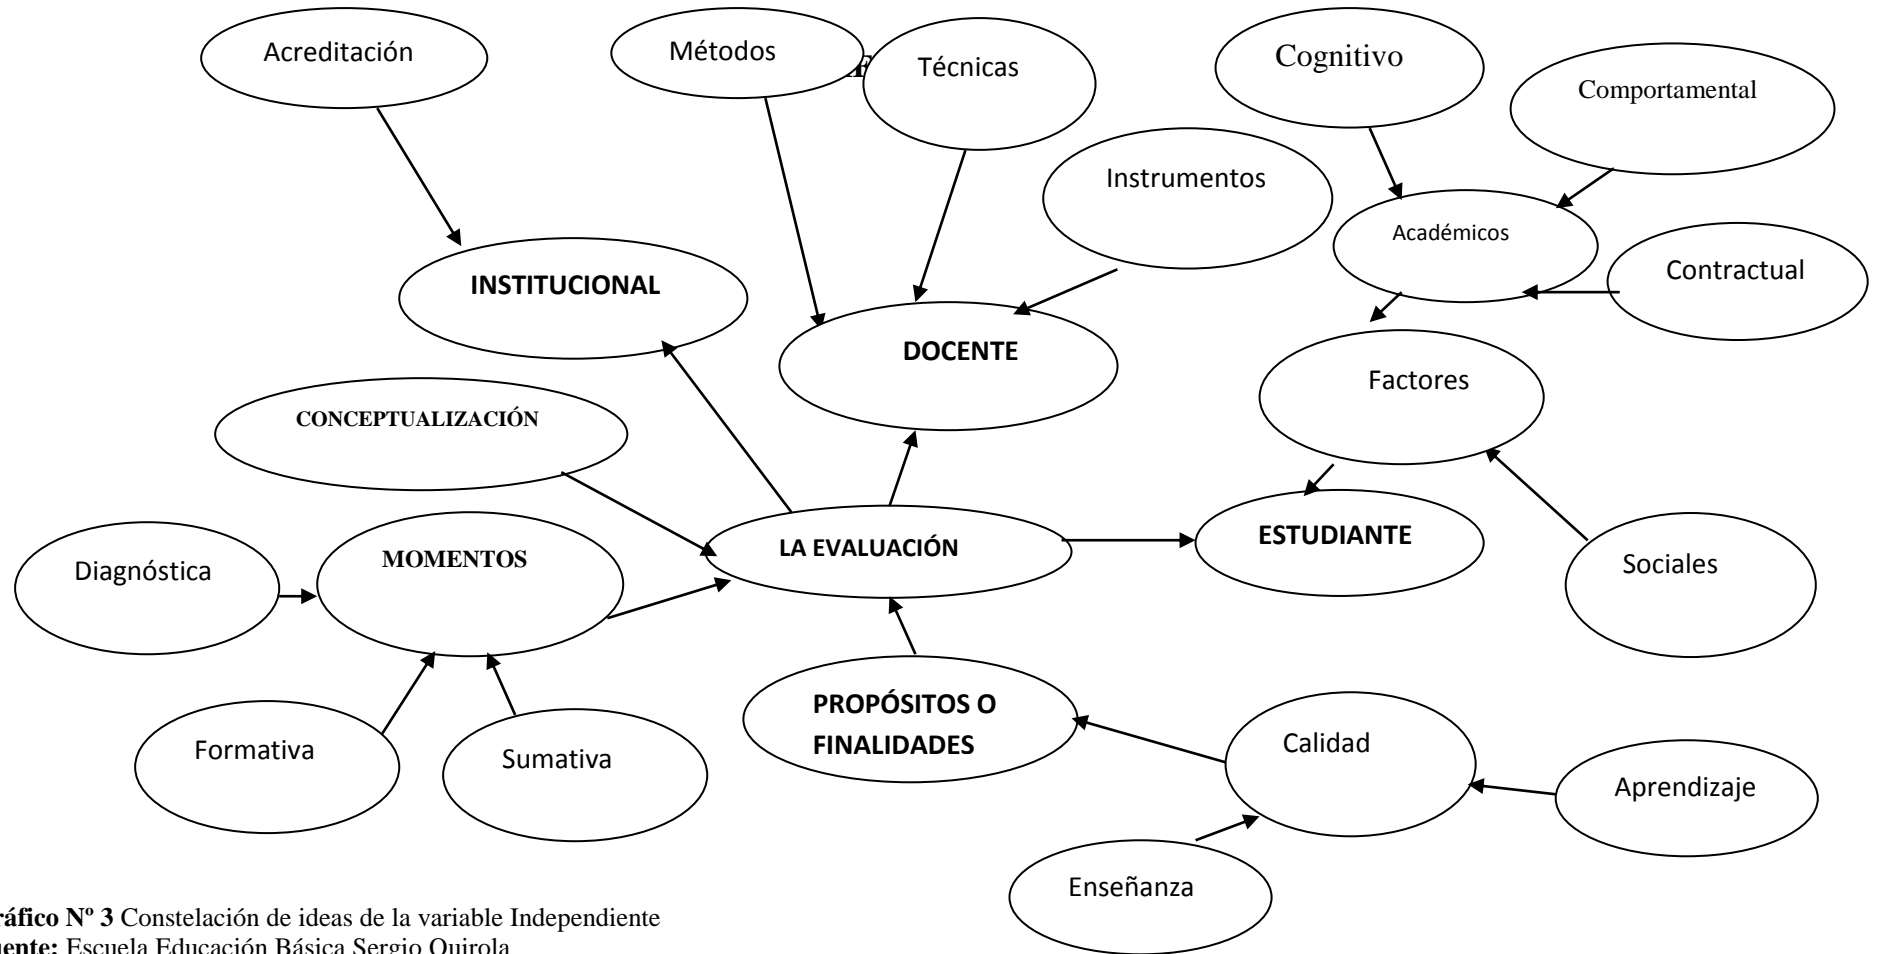 Acreditación
Métodos
Técnicas
Cognitivo
Comportamental
Instrumentos
Académicos
Contractual
INSTITUCIONAL
DOCENTE
Factores
CONCEPTUALIZACIÓN
LA EVALUACIÓN
ESTUDIANTE
MOMENTOS
Diagnóstica
Sociales
PROPÓSITOS O
FINALIDADES
Formativa
Sumativa
Calidad
Aprendizaje
Enseñanza
ráfico Nº 3 Constelación de ideas de la variable Independiente
uente: Escuela Educación Básica Sergio Quirola